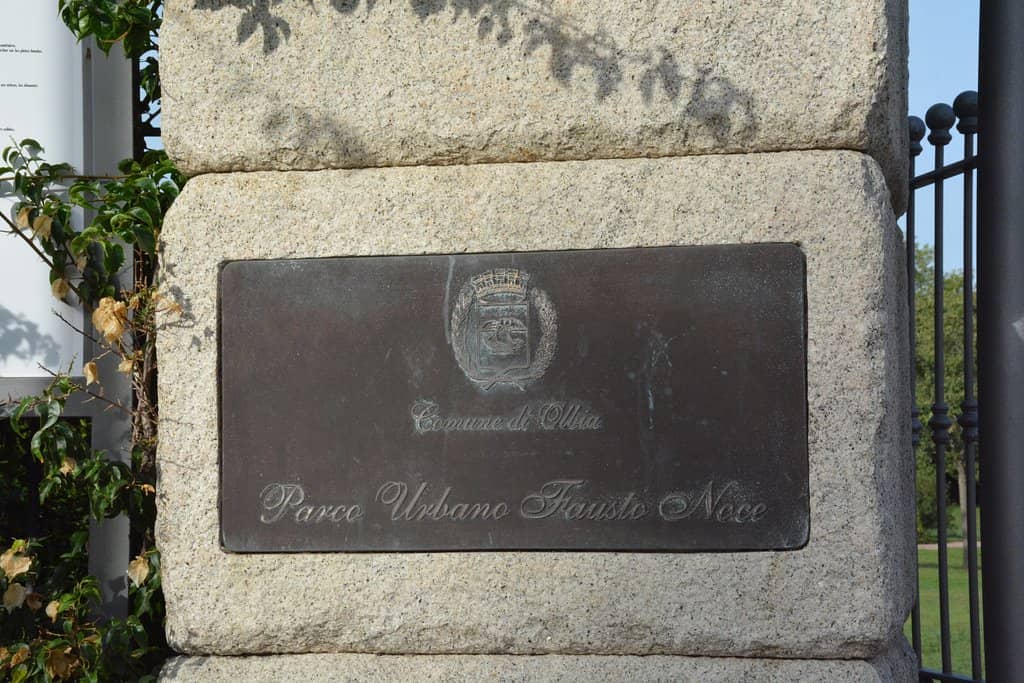 Comune di Olbia
Parco Urbano Fausto Noce